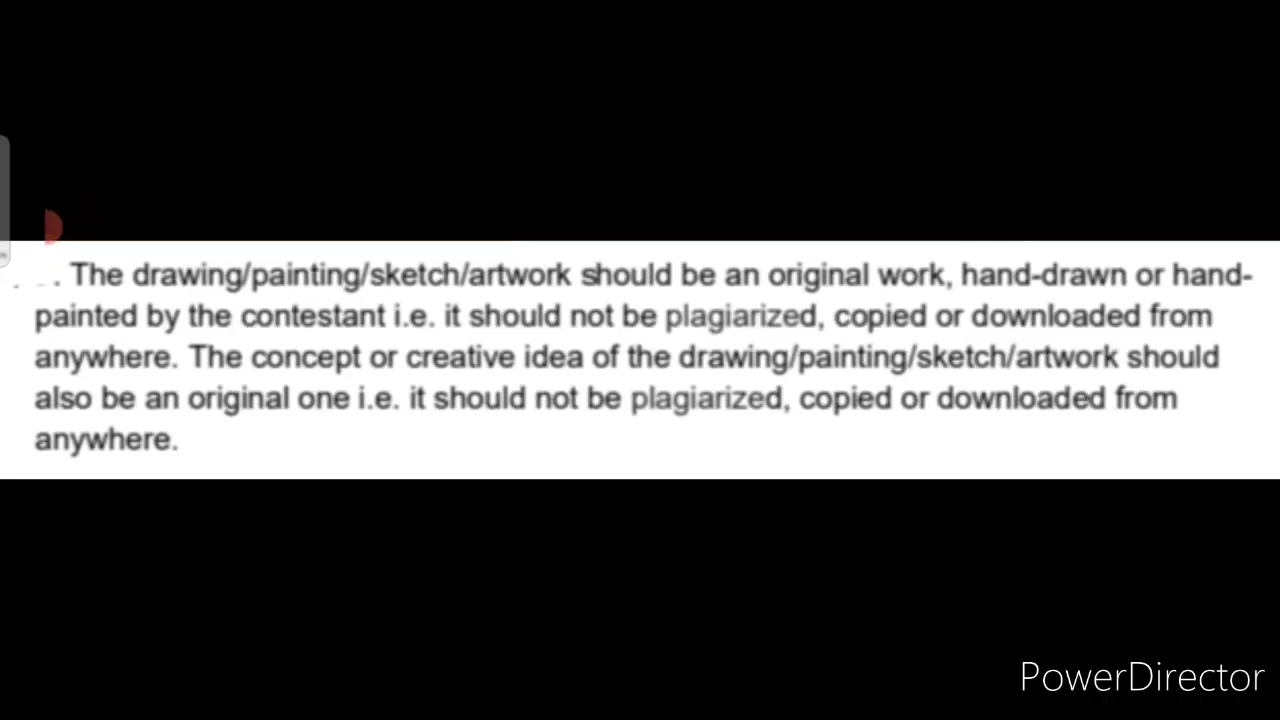 . The drawing/painting/sketch/artwork should be an original work, hand-drawn or hand-
painted by the contestant i.e. it should not be plagiarized, copied or downloaded from
anywhere. The concept or creative idea of the drawing/painting/sketch/artwork should
also be an original one i.e. it should not be plagiarized, copied or downloaded from
anywhere.
PowerDirector